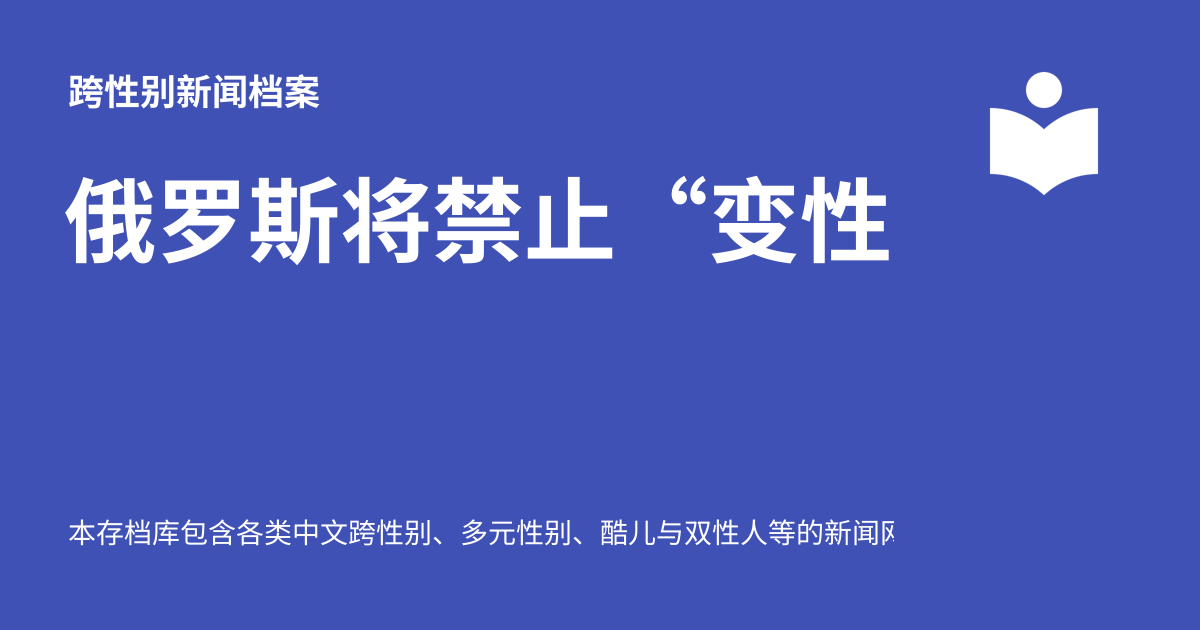 跨性别新闻档案
俄罗斯将禁止“变性
本存档库包含各类中文跨性别、多元性别、酷儿与双性人等的新闻